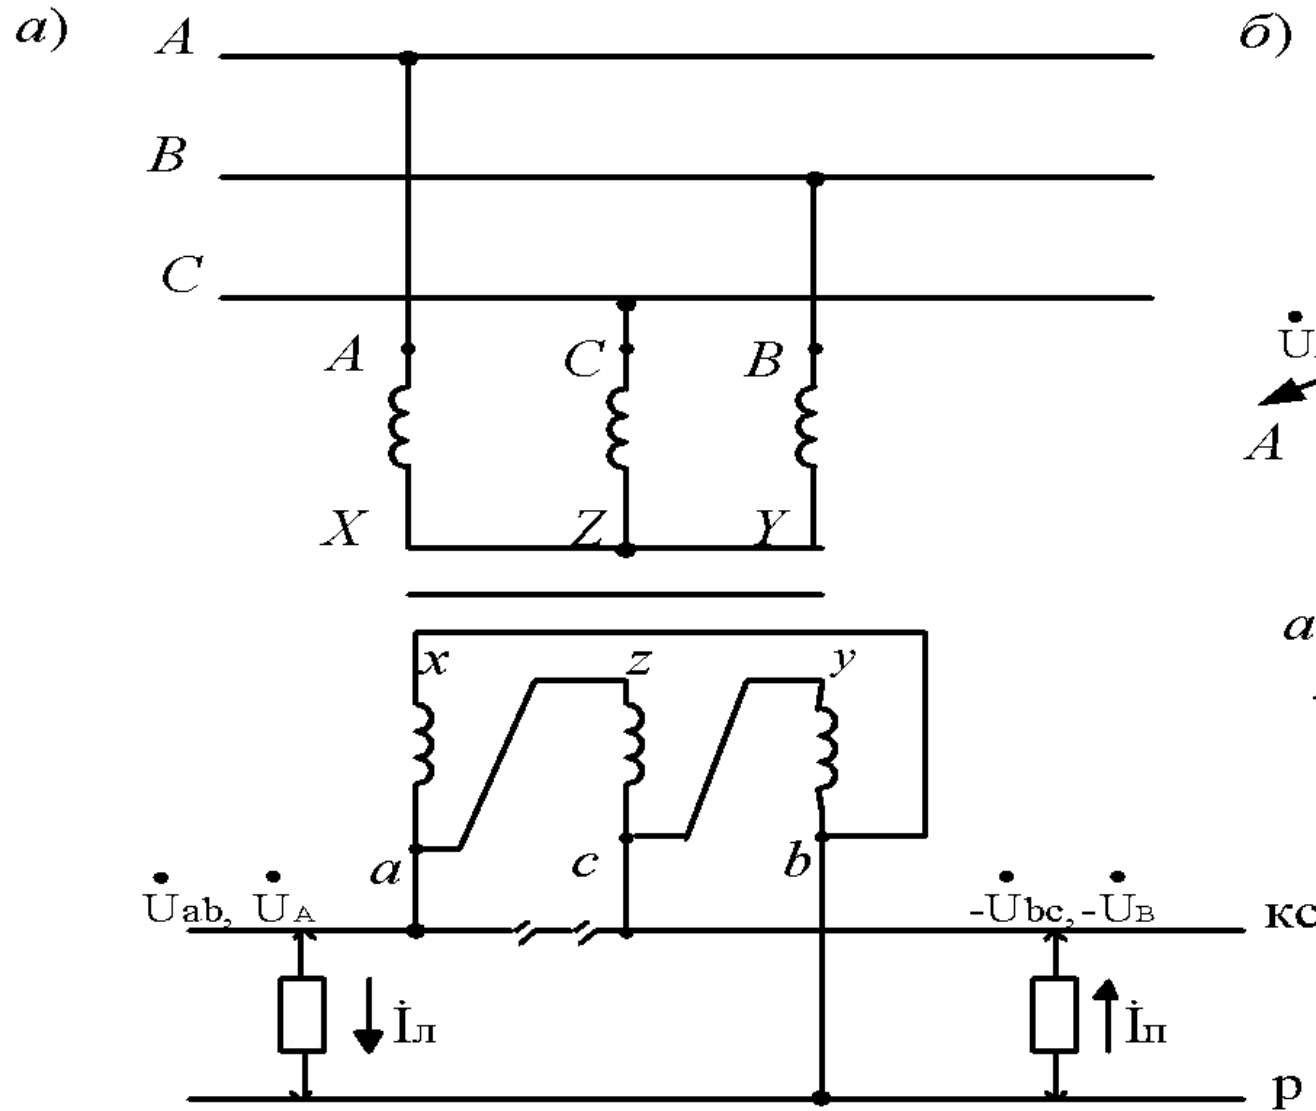 а) A б)
B
C
A C B U
A
X Z Y
x z y a
a c b
U̇ab, U̇A -U̇bc, -U̇B кс
İл İп
р